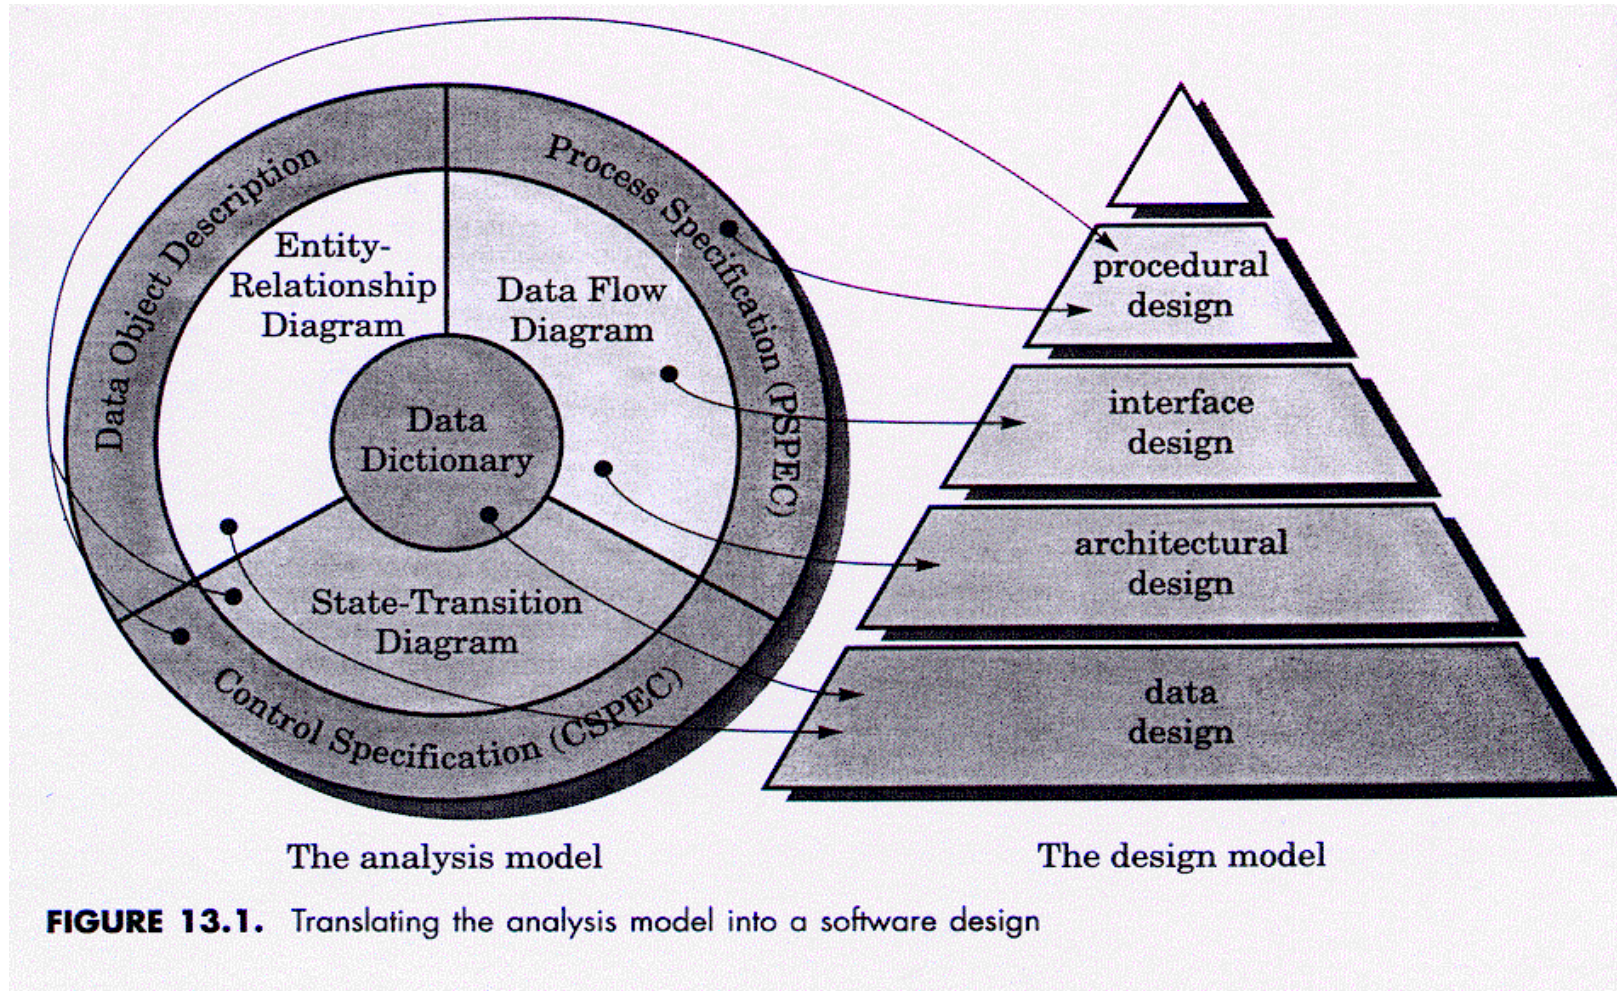 Data Object Description
Process Specification (PSPEC)
Entity-
Relationship
Diagram
Data Flow
Diagram
Data
Dictionary
State-Transition
Diagram
Control Specification (CSPEC)
The analysis model
procedural
design
interface
design
architectural
design
data
design
The design model
FIGURE 13.1. Translating the analysis model into a software design